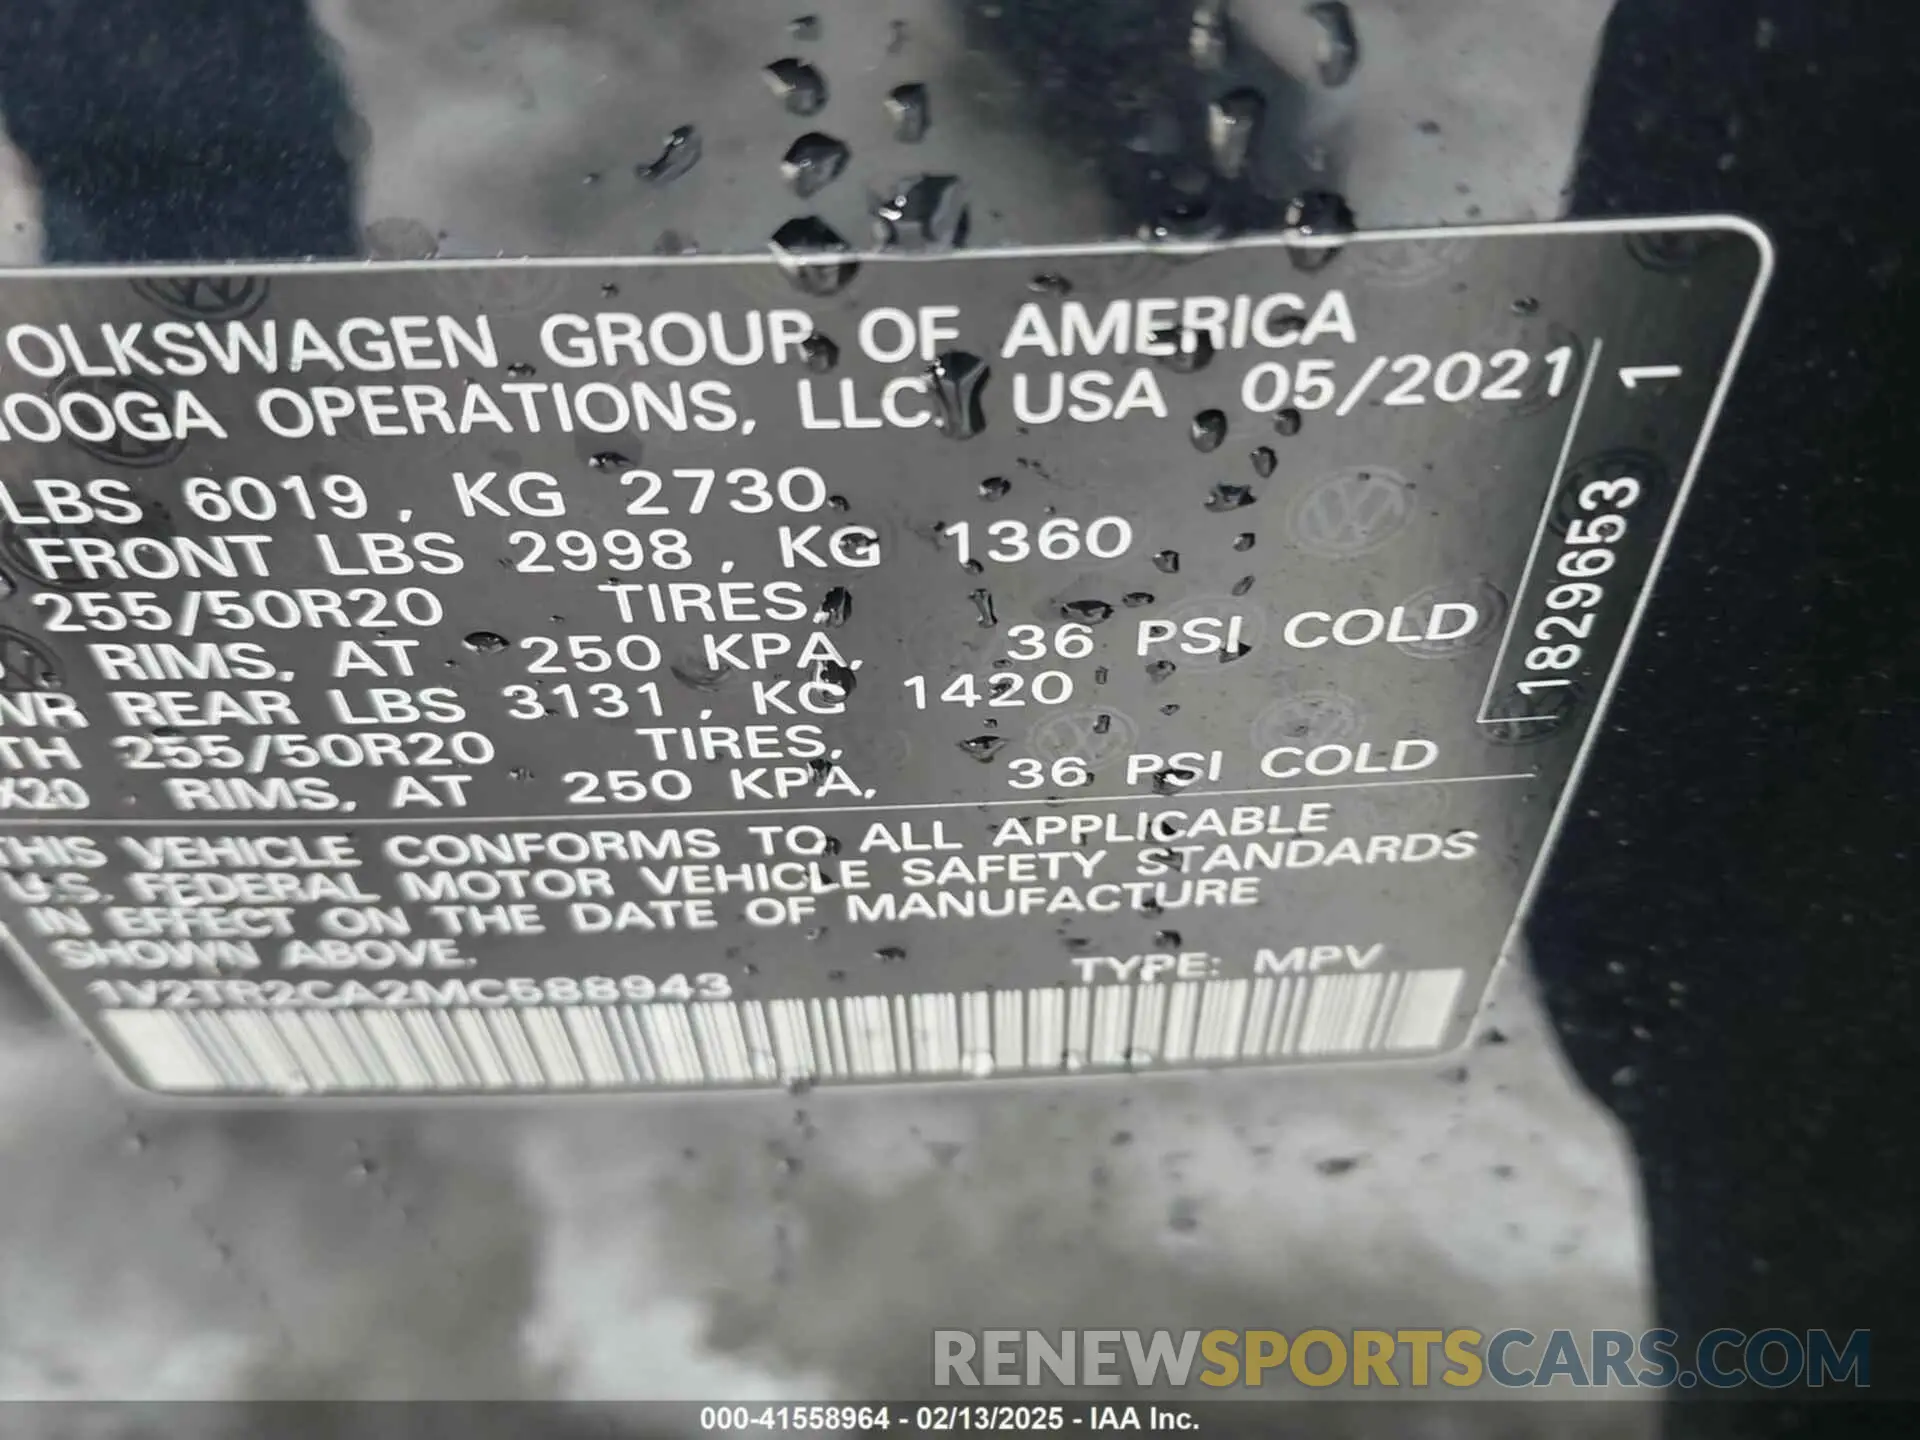 OLKSWAGEN GROUP OF AMERICA
OOGA OPERATIONS, LLC. USA 05/2021
LBS 6019, KG 2730
FRONT LBS 2998, KG 1360
255/50R20 TIRES,
RIMS, AT 250 KPA, 36 PSI COLD
WR REAR LBS 3131, KG 1420
TH 255/50R20 TIRES,
X20 RIMS, AT 250 KPA, 36 PSI COLD
THIS VEHICLE CONFORMS TO ALL APPLICABLE
U.S. FEDERAL MOTOR VEHICLE SAFETY STANDARDS
IN EFFECT ON THE DATE OF MANUFACTURE
SHOWN ABOVE.
1V2TR2CA2MC588943 TYPE: MPV
1829653
1
RENEWSPORTSCARS.COM
000-41558964 - 02/13/2025 - IAA Inc.